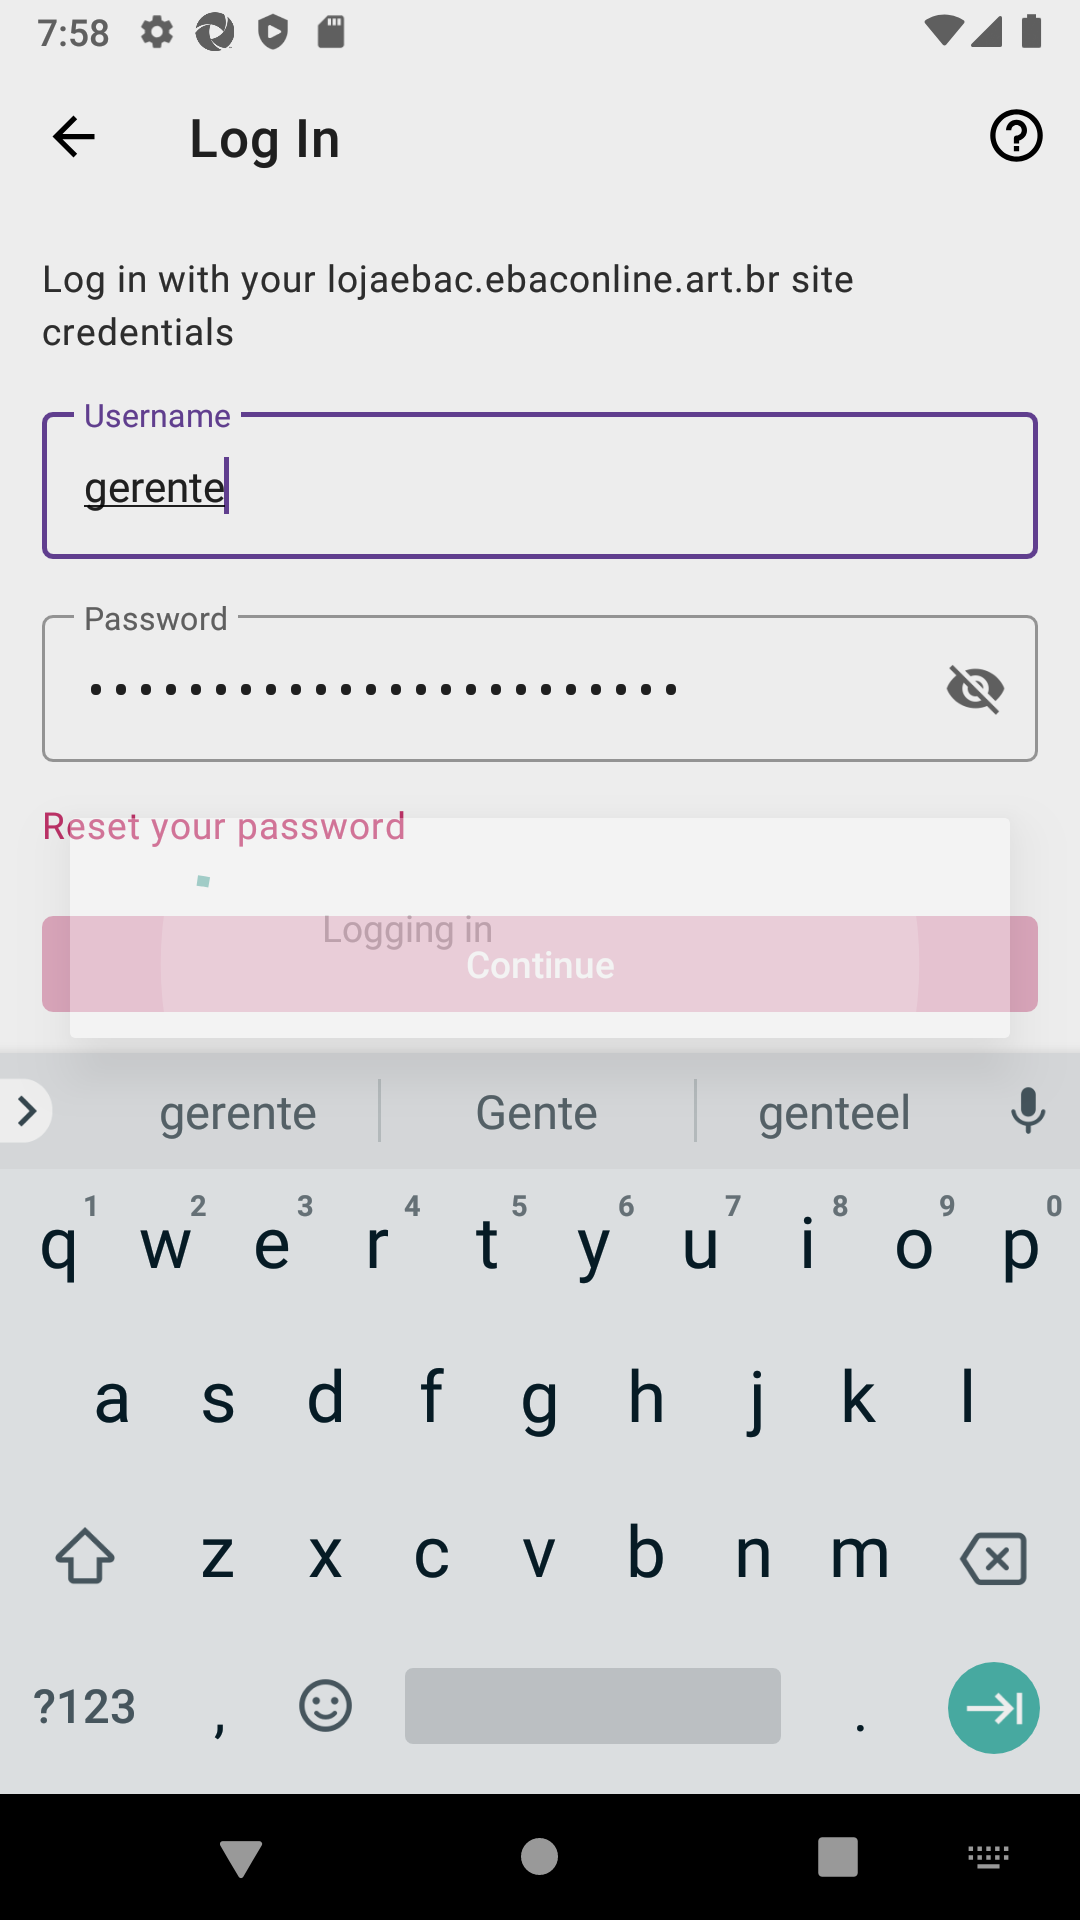 7:58
Log In
Log in with your lojaebac.ebaconline.art.br site
credentials
Username
gerente
Password
••••••••••••••••••••••••
Reset your password
Logging in
Continue
gerente Gente genteel
1 2 3 4 5 6 7 8 9 0
q w e r t y u i o p
a s d f g h j k l
z x c v b n m
?123 , .